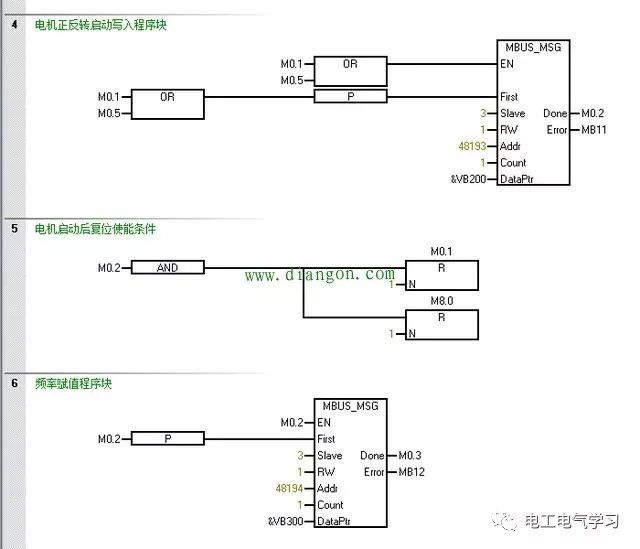 4 电机正反转启动写入程序块
MBUS_MSG
M0.1 OR EN
M0.5
M0.1 OR P First
M0.5 3 Slave Done M0.2
1 RW Error MB11
48193 Addr
1 Count
&VB200 DataPtr
5 电机启动后复位使能条件
M0.1
M0.2 AND R
www.diangon.com
1 N
M8.0
R
1 N
6 频率赋值程序块
MBUS_MSG
M0.2 EN
M0.2 P First
3 Slave Done M0.3
1 RW Error MB12
48194 Addr
1 Count
&VB300 DataPtr
电工电气学习